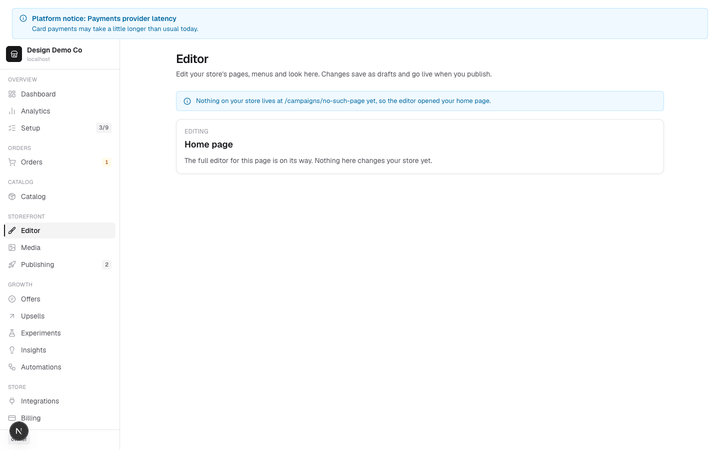 Platform notice: Payments provider latency
Card payments may take a little longer than usual today.
Design Demo Co
localhost
OVERVIEW
Dashboard
Analytics
Setup 3/9
ORDERS
Orders 1
CATALOG
Catalog
STOREFRONT
Editor
Media
Publishing 2
GROWTH
Offers
Upsells
Experiments
Insights
Automations
STORE
Integrations
Billing
N
Editor
Edit your store's pages, menus and look here. Changes save as drafts and go live when you publish.
Nothing on your store lives at /campaigns/no-such-page yet, so the editor opened your home page.
EDITING
Home page
The full editor for this page is on its way. Nothing here changes your store yet.